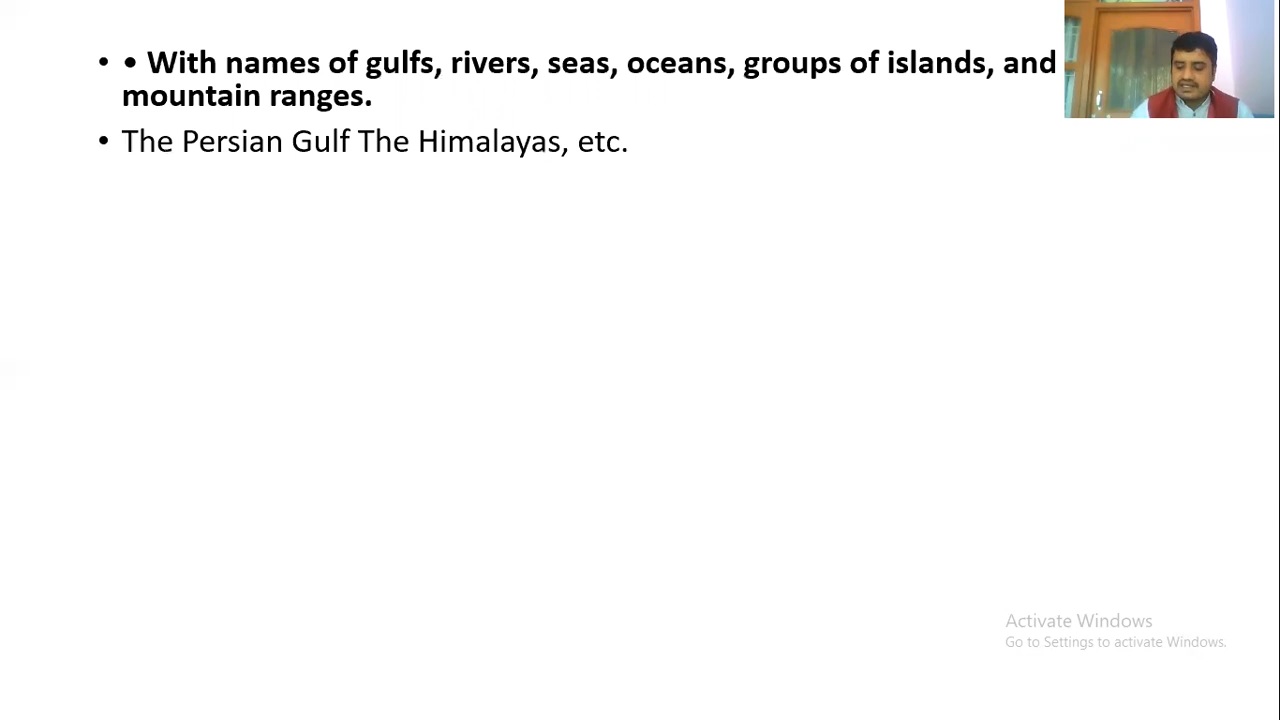 • • With names of gulfs, rivers, seas, oceans, groups of islands, and
mountain ranges.
• The Persian Gulf The Himalayas, etc.
Activate Windows
Go to Settings to activate Windows.